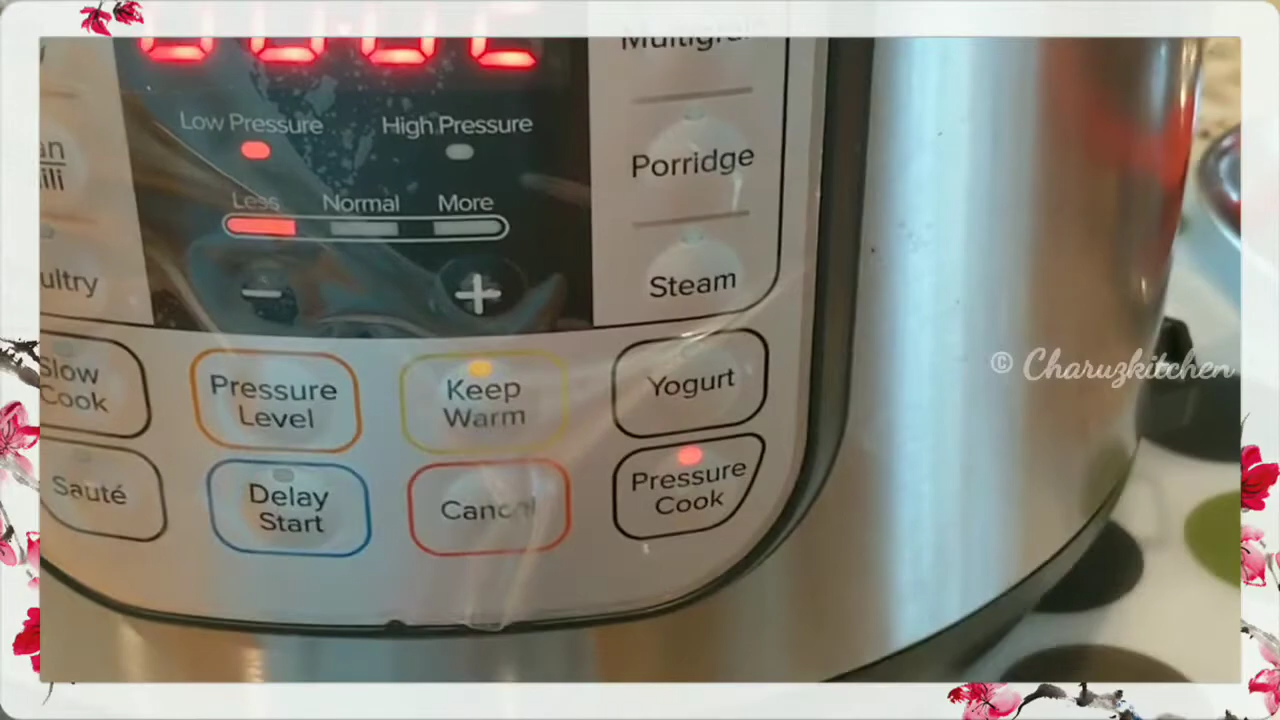 Low Pressure
High Pressure
Porridge
Less
Normal
More
Steam
Slow
Cook
Pressure
Level
Keep
Warm
Yogurt
Sauté
Delay
Start
Cancel
Pressure
Cook
© Charuzkitchen